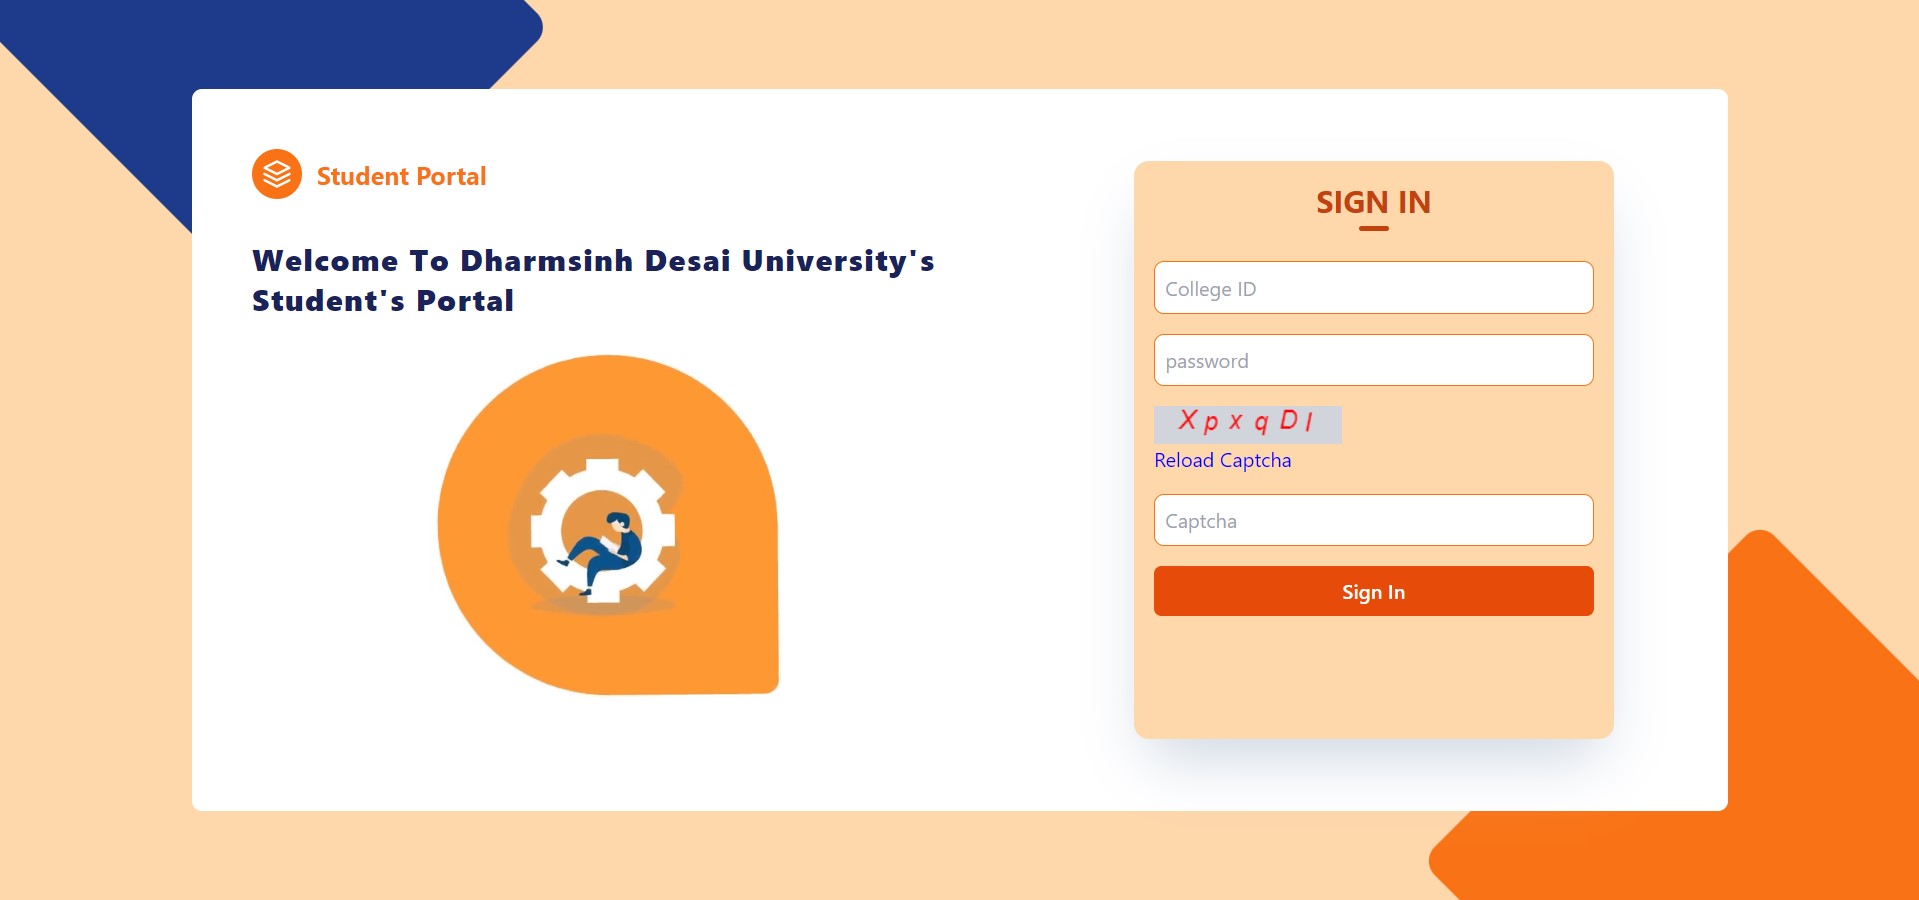 Student Portal
Welcome To Dharmsinh Desai University's
Student's Portal
SIGN IN
College ID
password
Reload Captcha
Captcha
Sign In